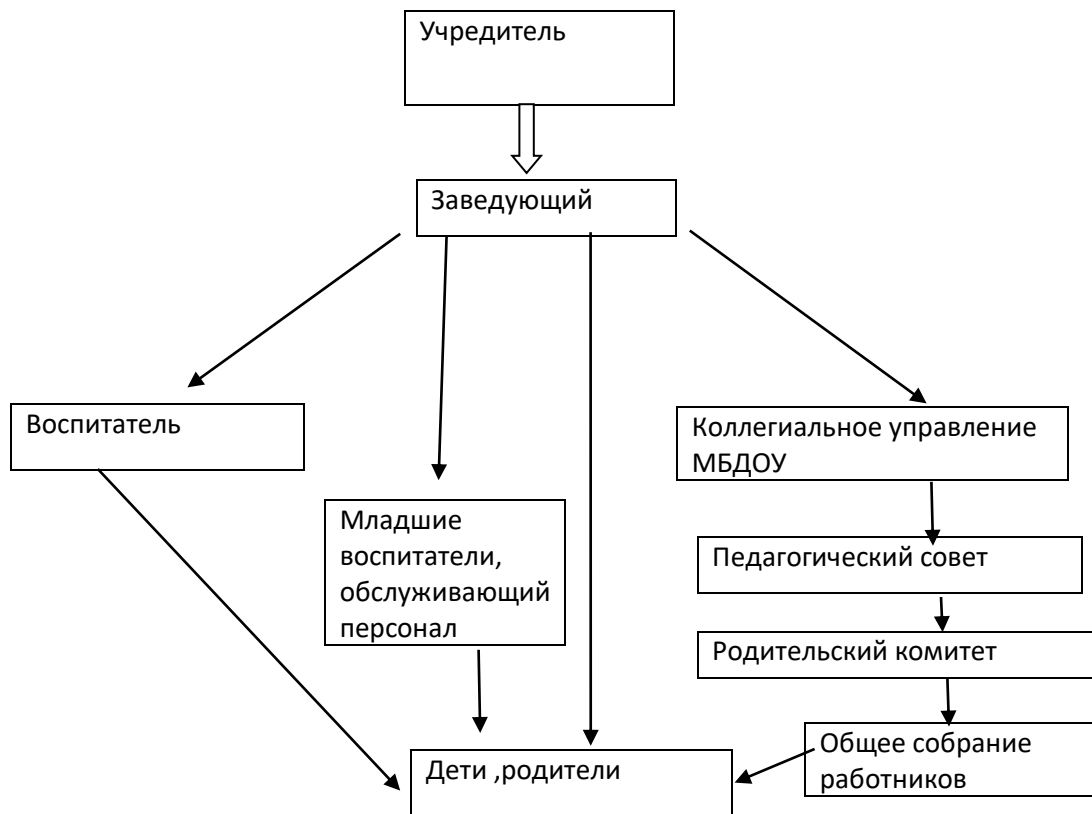 Учредитель
Заведующий
Воспитатель
Коллегиальное управление
МБДОУ
Младшие
воспитатели,
обслуживающий
персонал
Педагогический совет
Родительский комитет
Общее собрание
работников
Дети ,родители